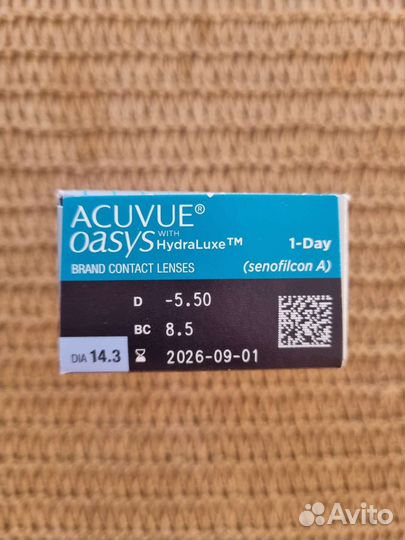 ACUVUE®
OASYS WITH HydraLuxe™ 1-Day
BRAND CONTACT LENSES (senofilcon A)
D -5.50
BC 8.5
DIA 14.3 2026-09-01
Avito